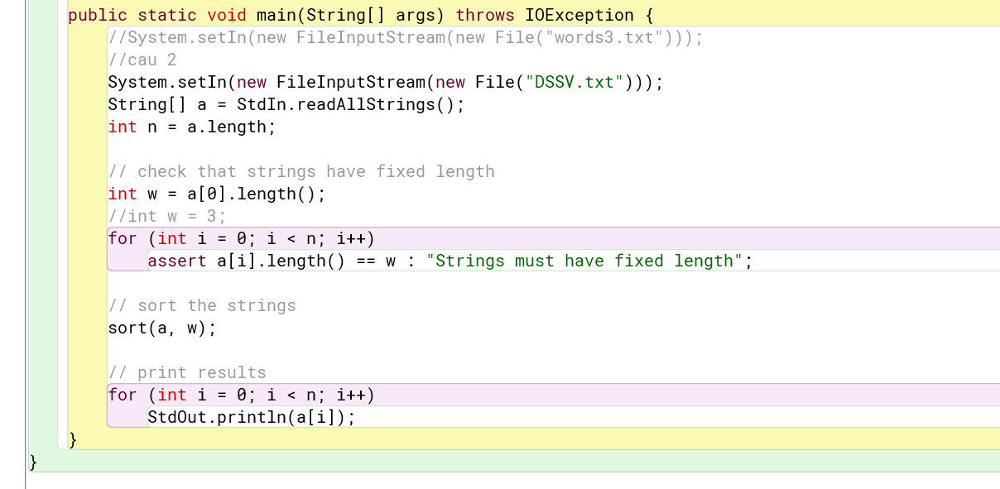 public static void main(String[] args) throws IOException {
//System.setIn(new FileInputStream(new File("words3.txt")));
//cau 2
System.setIn(new FileInputStream(new File("DSSV.txt")));
String[] a = StdIn.readAllStrings();
int n = a.length;
// check that strings have fixed length
int w = a[0].length();
//int w = 3;
for (int i = 0; i < n; i++)
assert a[i].length() == w : "Strings must have fixed length";
// sort the strings
sort(a, w);
// print results
for (int i = 0; i < n; i++)
StdOut.println(a[i]);
}
}